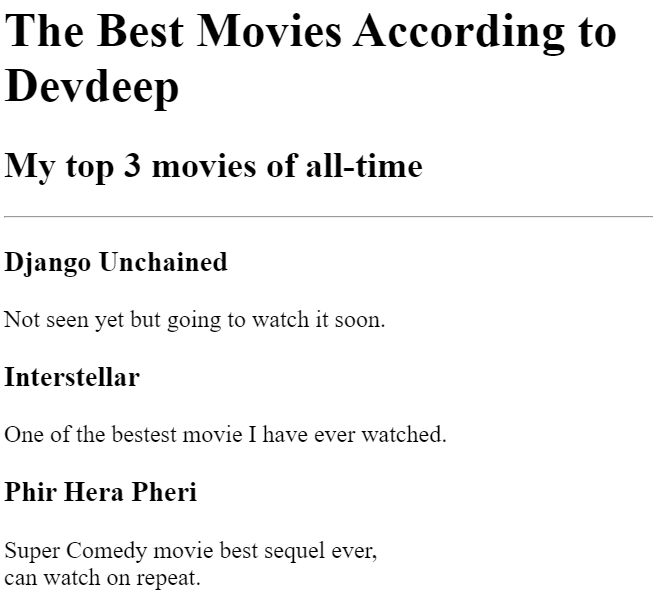 The Best Movies According to
Devdeep
My top 3 movies of all-time
Django Unchained
Not seen yet but going to watch it soon.
Interstellar
One of the bestest movie I have ever watched.
Phir Hera Pheri
Super Comedy movie best sequel ever,
can watch on repeat.